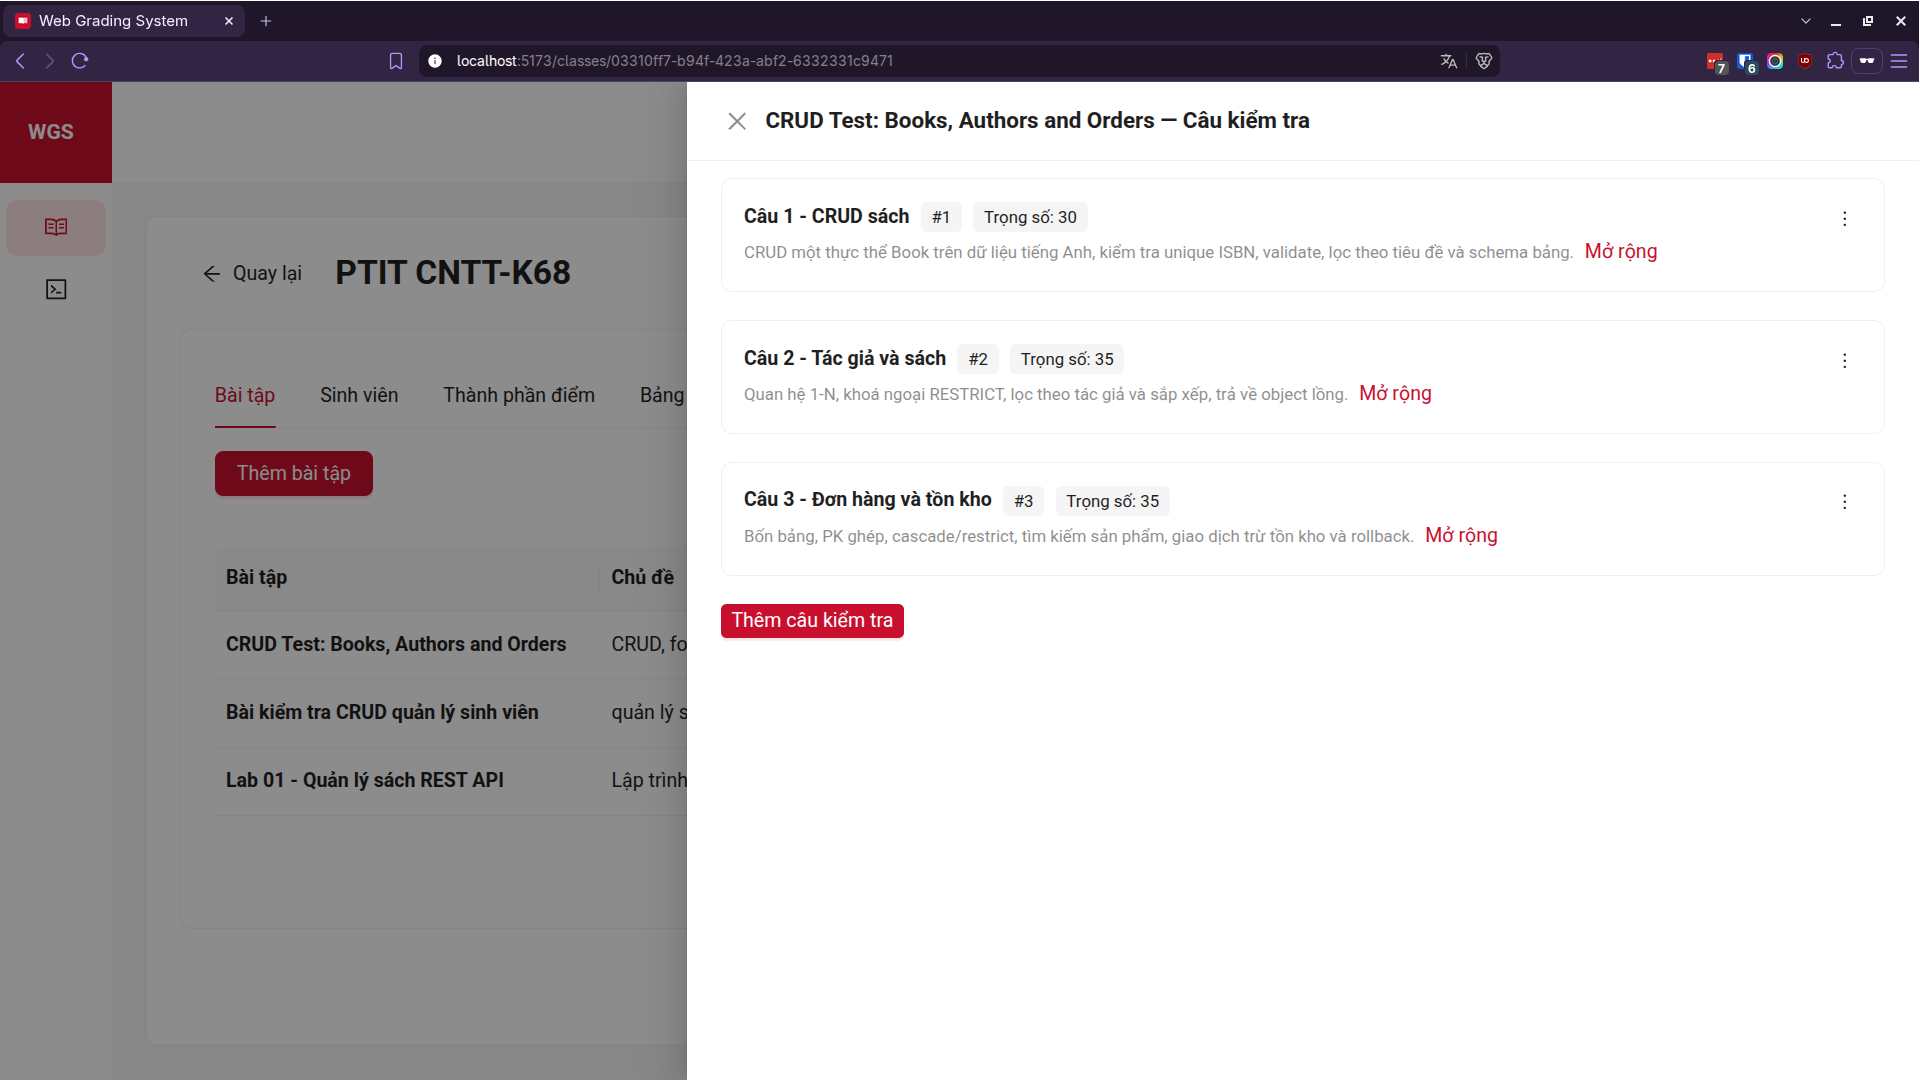 Web Grading System
localhost:5173/classes/03310ff7-b94f-423a-abf2-6332331c9471
7
6
WGS
Quay lại
PTIT CNTT-K68
Bài tập
Sinh viên
Thành phần điểm
Bảng
Thêm bài tập
Bài tập
Chủ đề
CRUD Test: Books, Authors and Orders
CRUD, fo
Bài kiểm tra CRUD quản lý sinh viên
quản lý s
Lab 01 - Quản lý sách REST API
Lập trình
CRUD Test: Books, Authors and Orders — Câu kiểm tra
Câu 1 - CRUD sách #1 Trọng số: 30
CRUD một thực thể Book trên dữ liệu tiếng Anh, kiểm tra unique ISBN, validate, lọc theo tiêu đề và schema bảng. Mở rộng
Câu 2 - Tác giả và sách #2 Trọng số: 35
Quan hệ 1-N, khoá ngoại RESTRICT, lọc theo tác giả và sắp xếp, trả về object lồng. Mở rộng
Câu 3 - Đơn hàng và tồn kho #3 Trọng số: 35
Bốn bảng, PK ghép, cascade/restrict, tìm kiếm sản phẩm, giao dịch trừ tồn kho và rollback. Mở rộng
Thêm câu kiểm tra